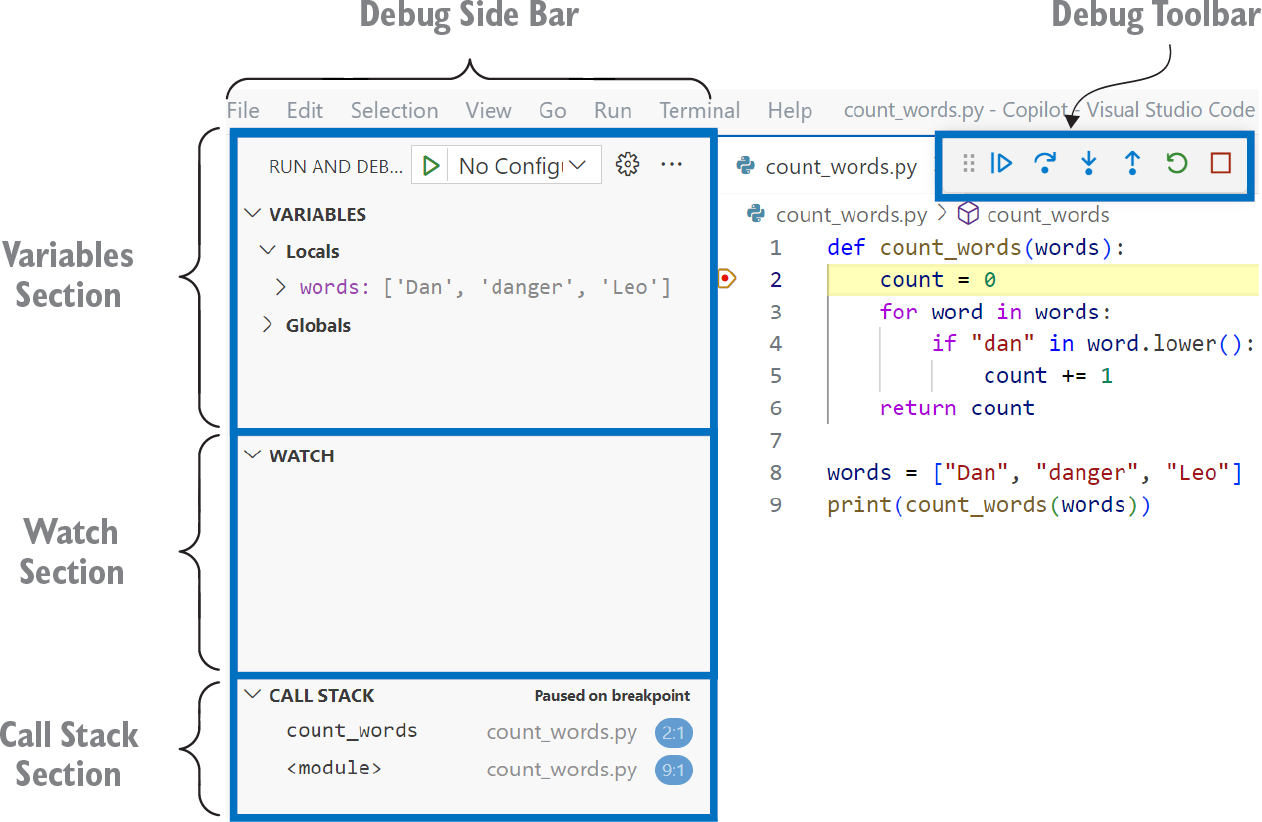 Debug Side Bar
Debug Toolbar
File Edit Selection View Go Run Terminal Help count_words.py - Copilot - Visual Studio Code
RUN AND DEB... No Config
VARIABLES
Locals
words: ['Dan', 'danger', 'Leo']
Globals
Variables
Section
WATCH
Watch
Section
CALL STACK Paused on breakpoint
count_words count_words.py 2:1
<module> count_words.py 9:1
Call Stack
Section
count_words.py
count_words.py > count_words
1 def count_words(words):
2 count = 0
3 for word in words:
4 if "dan" in word.lower():
5 count += 1
6 return count
7
8 words = ["Dan", "danger", "Leo"]
9 print(count_words(words))